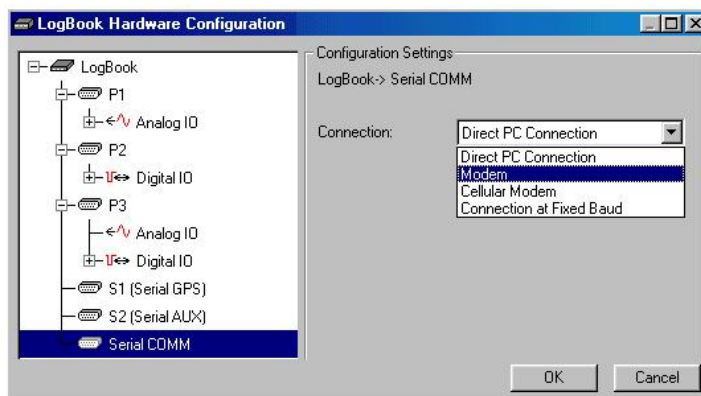 LogBook Hardware Configuration
LogBook
P1
Analog IO
P2
Digital IO
P3
Analog IO
Digital IO
S1 (Serial GPS)
S2 (Serial AUX)
Serial COMM
Configuration Settings
LogBook-> Serial COMM
Connection: Direct PC Connection
Direct PC Connection
Modem
Cellular Modem
Connection at Fixed Baud
OK Cancel